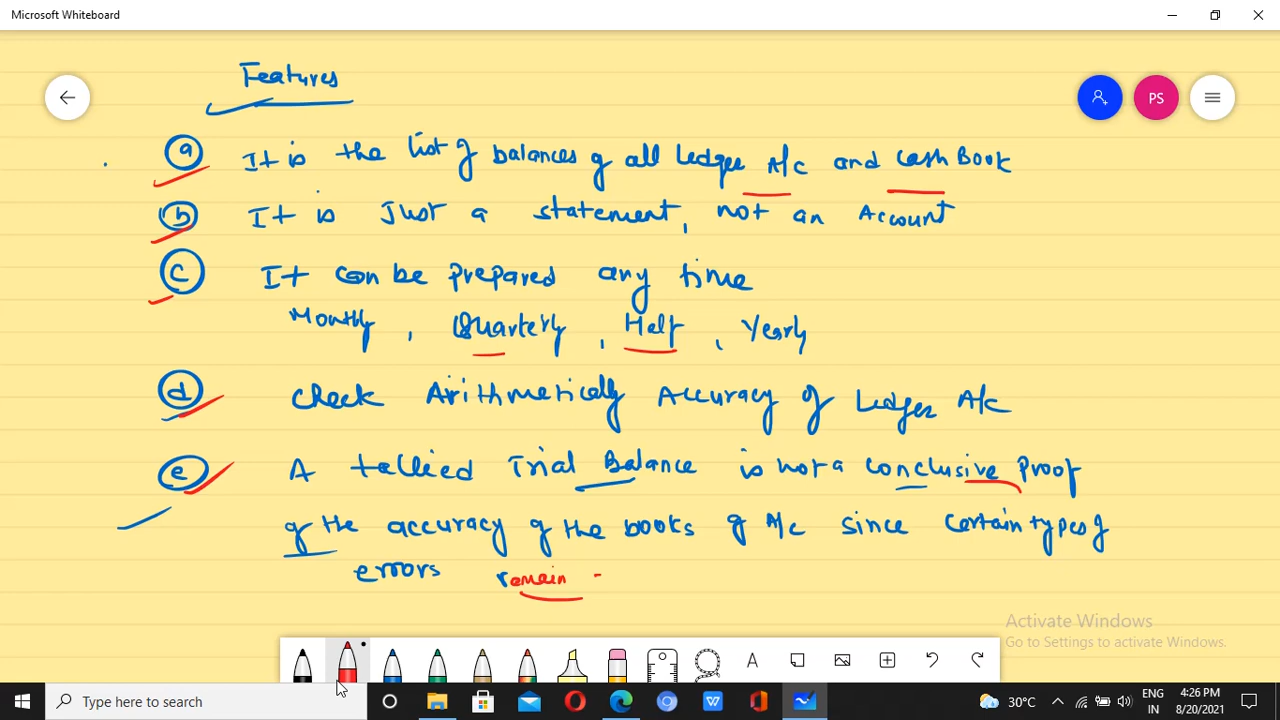 Microsoft Whiteboard
Features
PS
a It is the list of balances of all Ledger A/c and Cash Book
b It is Just a statement, not an Account
c It can be prepared any time
Monthly, Quarterly, Half, Yearly
d Check Arithmetically Accuracy of Ledger A/c
e A tallied Trial Balance is not a conclusive Proof
of the accuracy of the books of A/c since certain types of
errors remain -
Activate Windows
Go to Settings to activate Windows.
A
Type here to search
30°C
ENG
IN
4:26 PM
8/20/2021